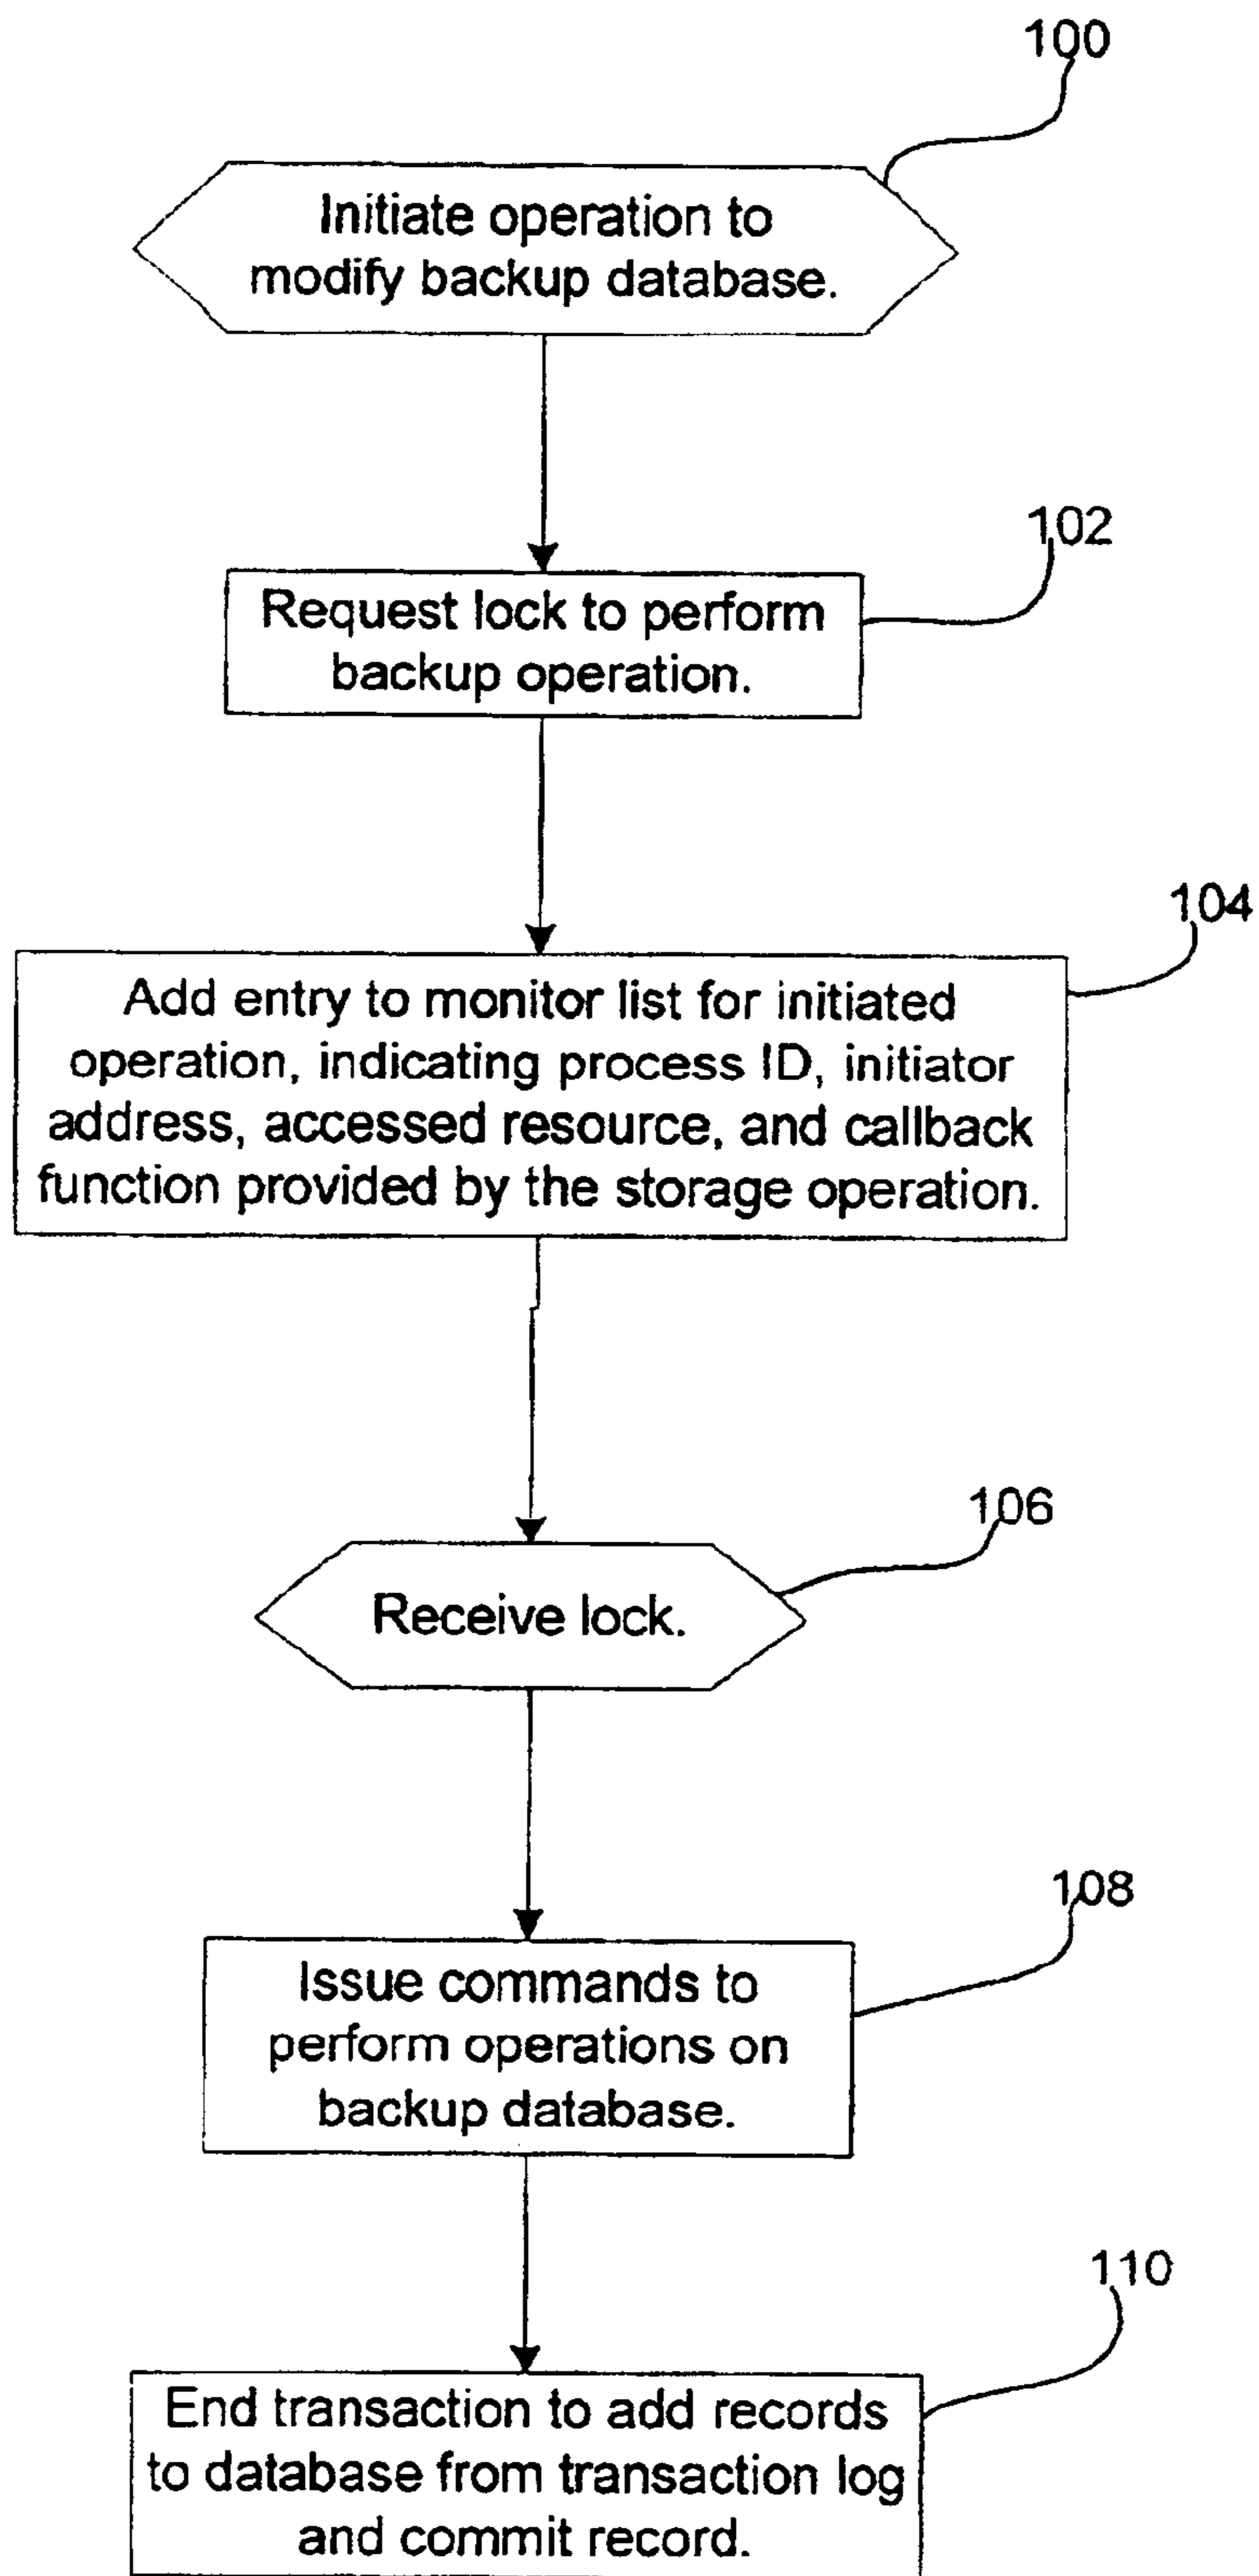 100
Initiate operation to
modify backup database.
102
Request lock to perform
backup operation.
104
Add entry to monitor list for initiated
operation, indicating process ID, initiator
address, accessed resource, and callback
function provided by the storage operation.
106
Receive lock.
108
Issue commands to
perform operations on
backup database.
110
End transaction to add records
to database from transaction log
and commit record.